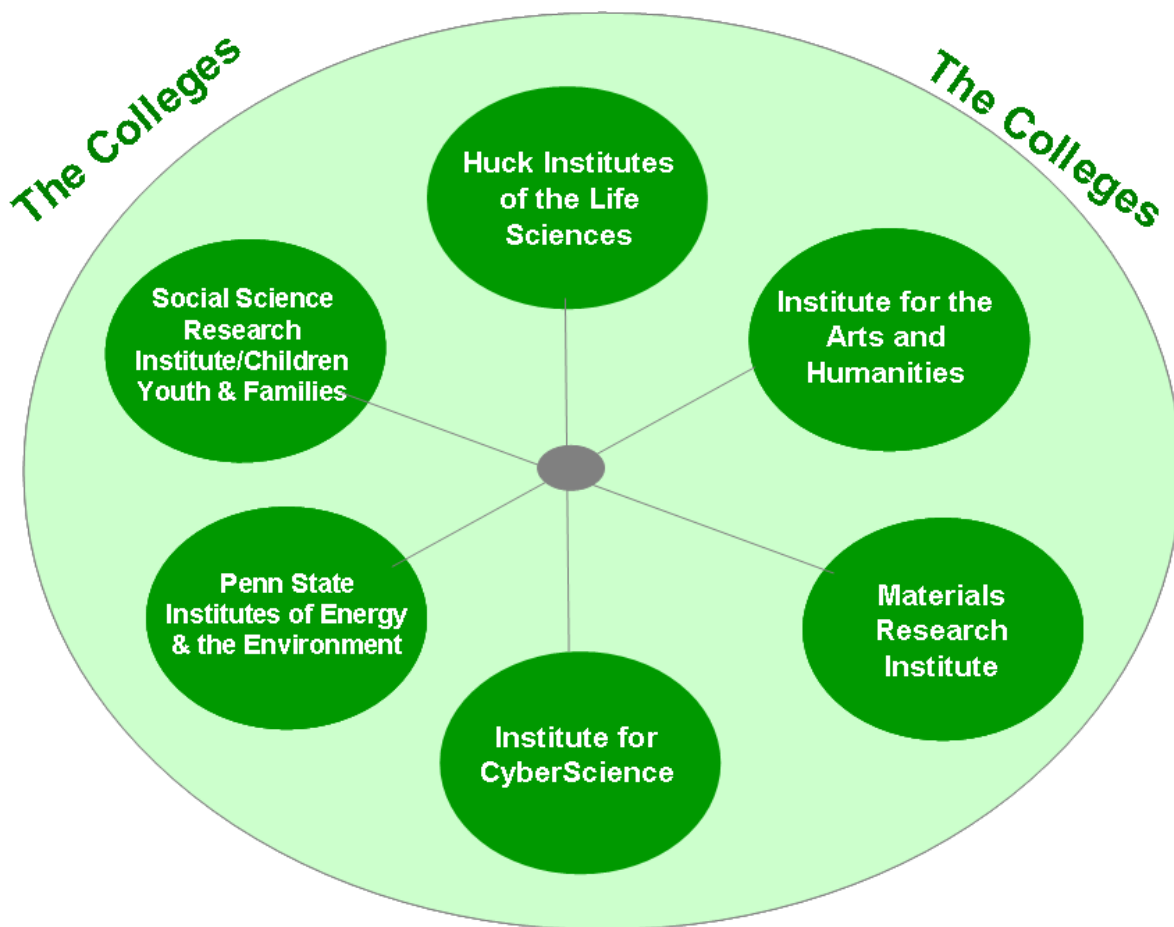 The Colleges
The Colleges
Huck Institutes
of the Life
Sciences
Social Science
Research
Institute/Children
Youth & Families
Institute for the
Arts and
Humanities
Penn State
Institutes of Energy
& the Environment
Materials
Research
Institute
Institute for
CyberScience